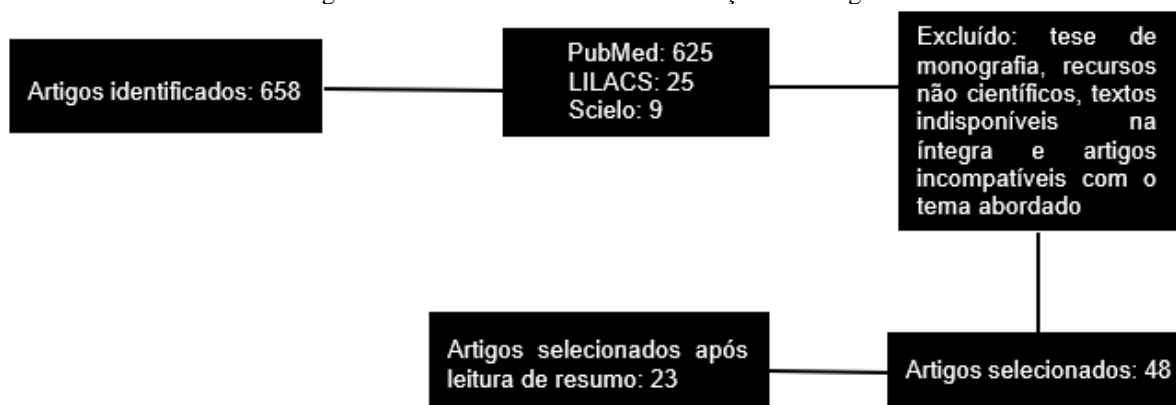 Artigos identificados: 658
PubMed: 625
LILACS: 25
Scielo: 9
Excluído: tese de
monografia, recursos
não científicos, textos
indisponíveis na
íntegra e artigos
incompatíveis com o
tema abordado
Artigos selecionados após
leitura de resumo: 23
Artigos selecionados: 48